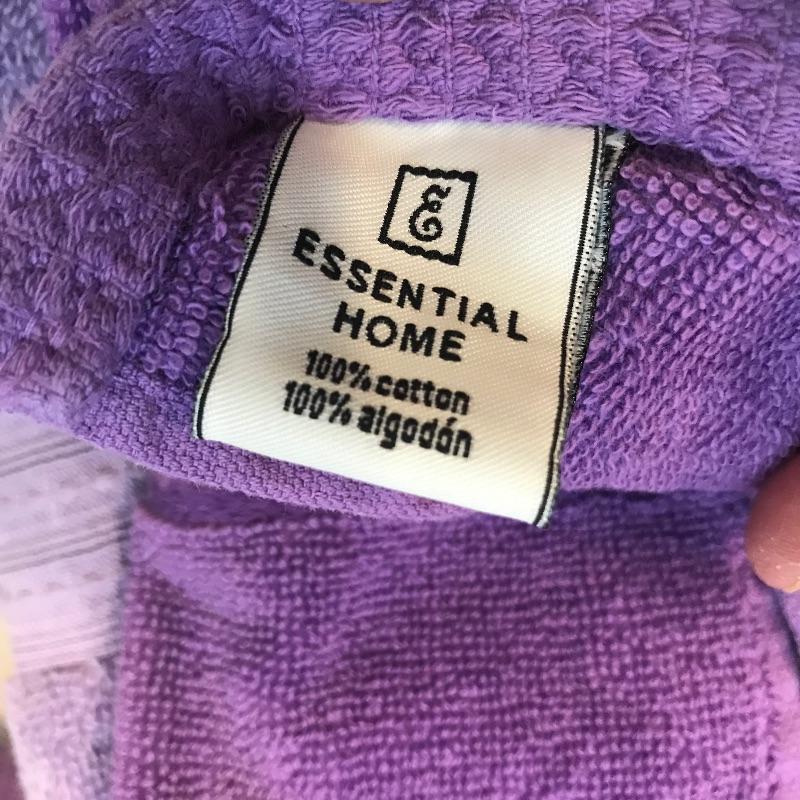 E
ESSENTIAL
HOME
100% cotton
100% algodón